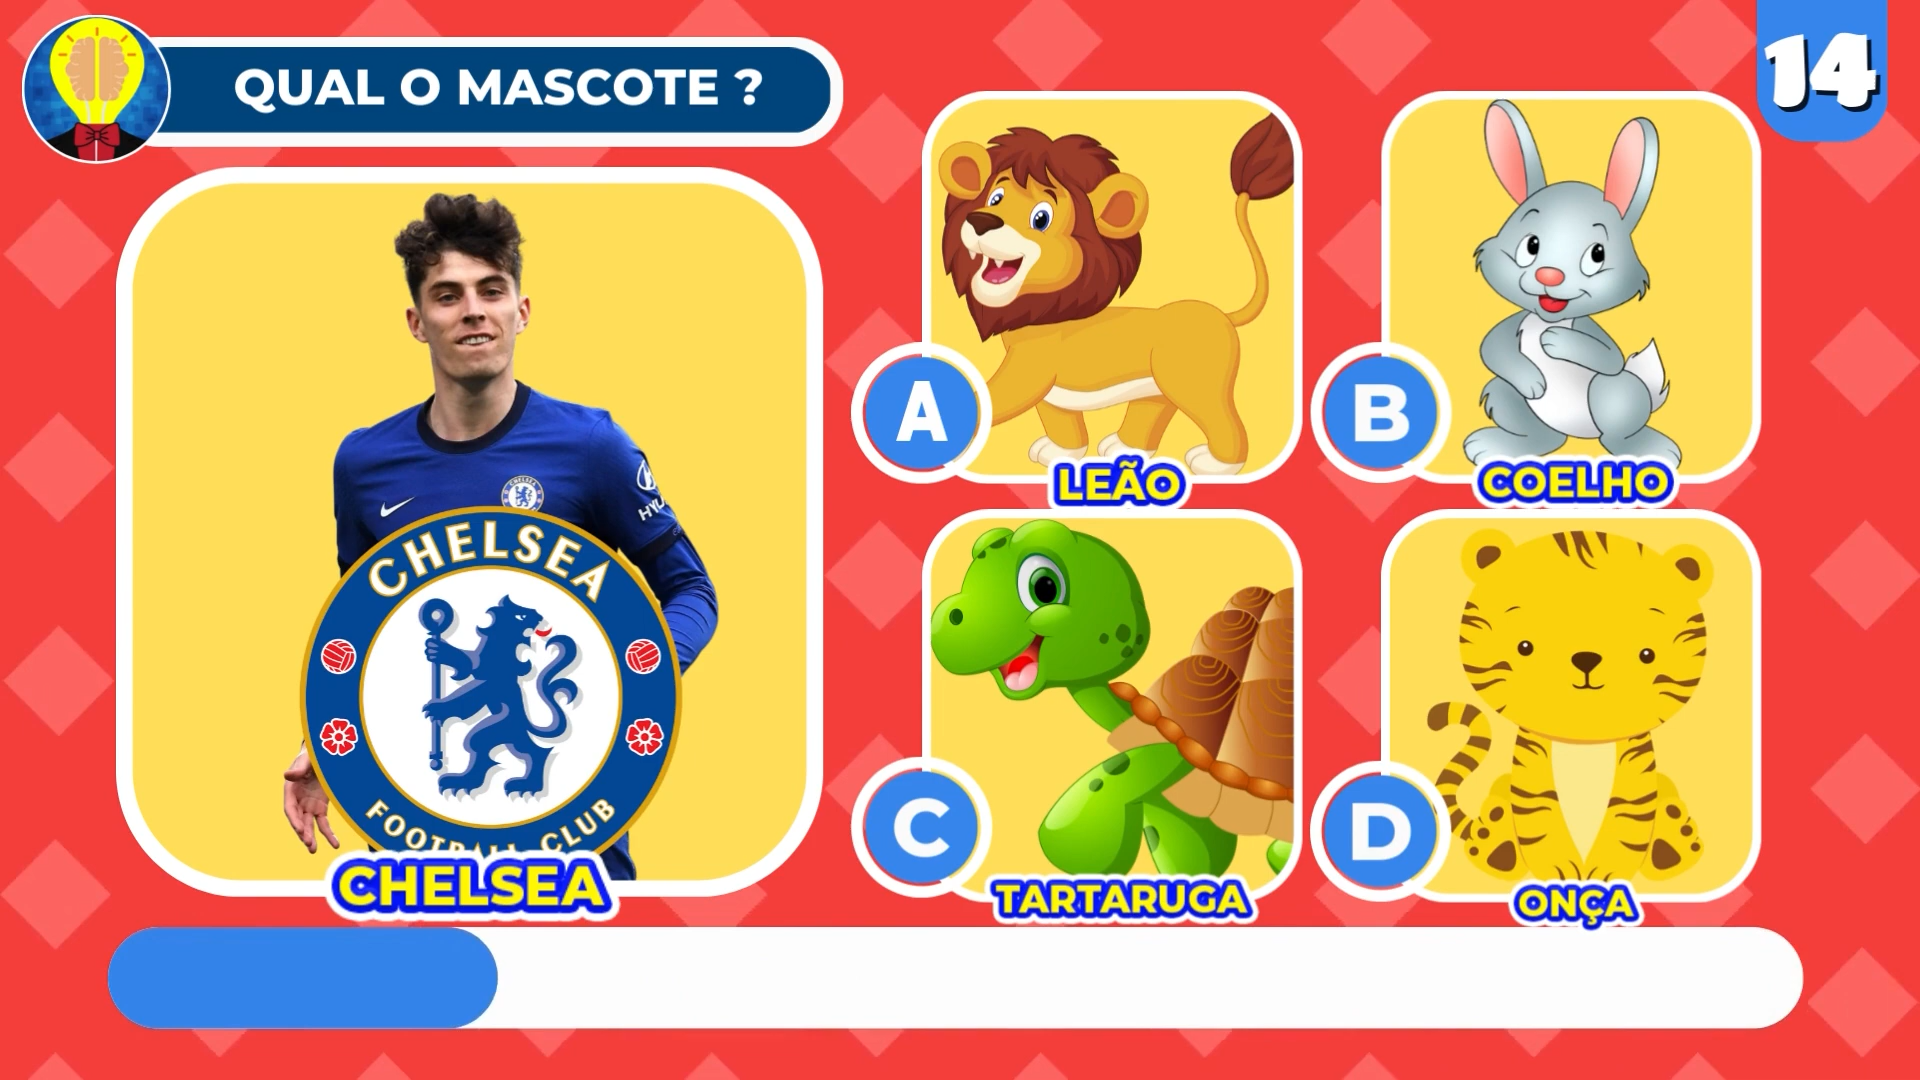 QUAL O MASCOTE ?
14
A
LEÃO
B
COELHO
CHELSEA
FOOTBALL CLUB
CHELSEA
C
TARTARUGA
D
ONÇA